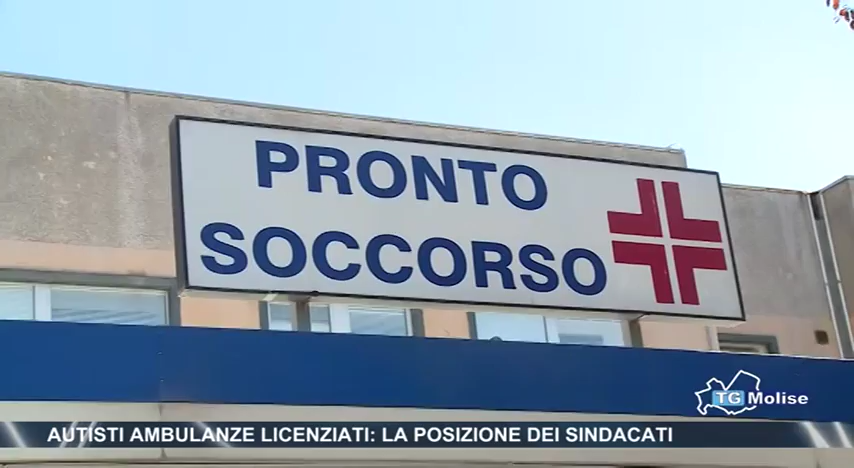 PRONTO
SOCCORSO
TG Molise
AUTISTI AMBULANZE LICENZIATI: LA POSIZIONE DEI SINDACATI